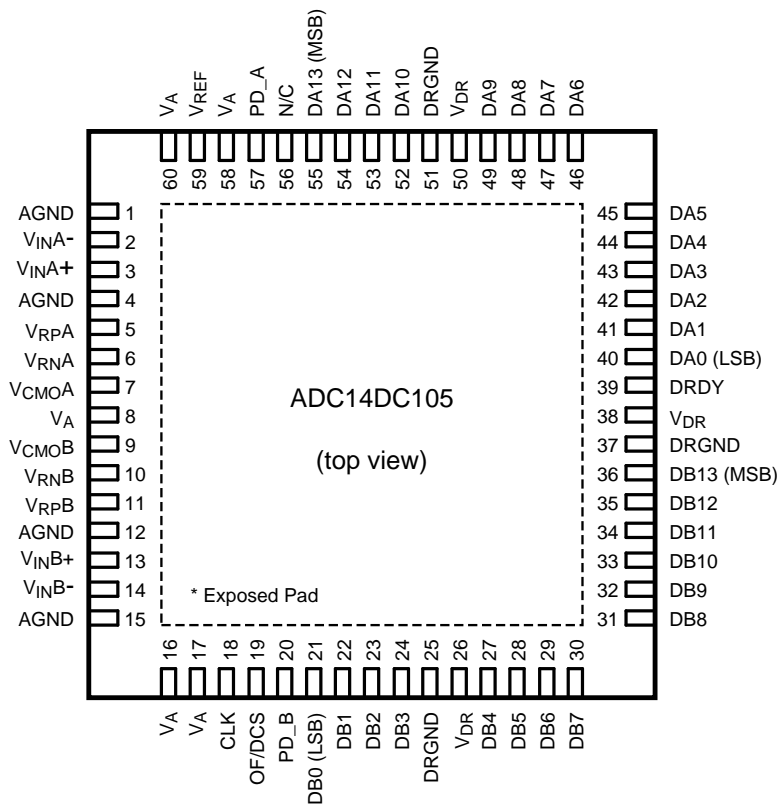 VA
VREF
VA
PD_A
N/C
DA13 (MSB)
DA12
DA11
DA10
DRGND
VDR
DA9
DA8
DA7
DA6
60
59
58
57
56
55
54
53
52
51
50
49
48
47
46
AGND 1
VINA- 2
VINA+ 3
AGND 4
VRPA 5
VRNA 6
VCMOA 7
VA 8
VCMOB 9
VRNB 10
VRPB 11
AGND 12
VINB+ 13
VINB- 14
AGND 15
ADC14DC105
(top view)
* Exposed Pad
45 DA5
44 DA4
43 DA3
42 DA2
41 DA1
40 DA0 (LSB)
39 DRDY
38 VDR
37 DRGND
36 DB13 (MSB)
35 DB12
34 DB11
33 DB10
32 DB9
31 DB8
16
17
18
19
20
21
22
23
24
25
26
27
28
29
30
VA
VA
CLK
OF/DCS
PD_B
DB0 (LSB)
DB1
DB2
DB3
DRGND
VDR
DB4
DB5
DB6
DB7